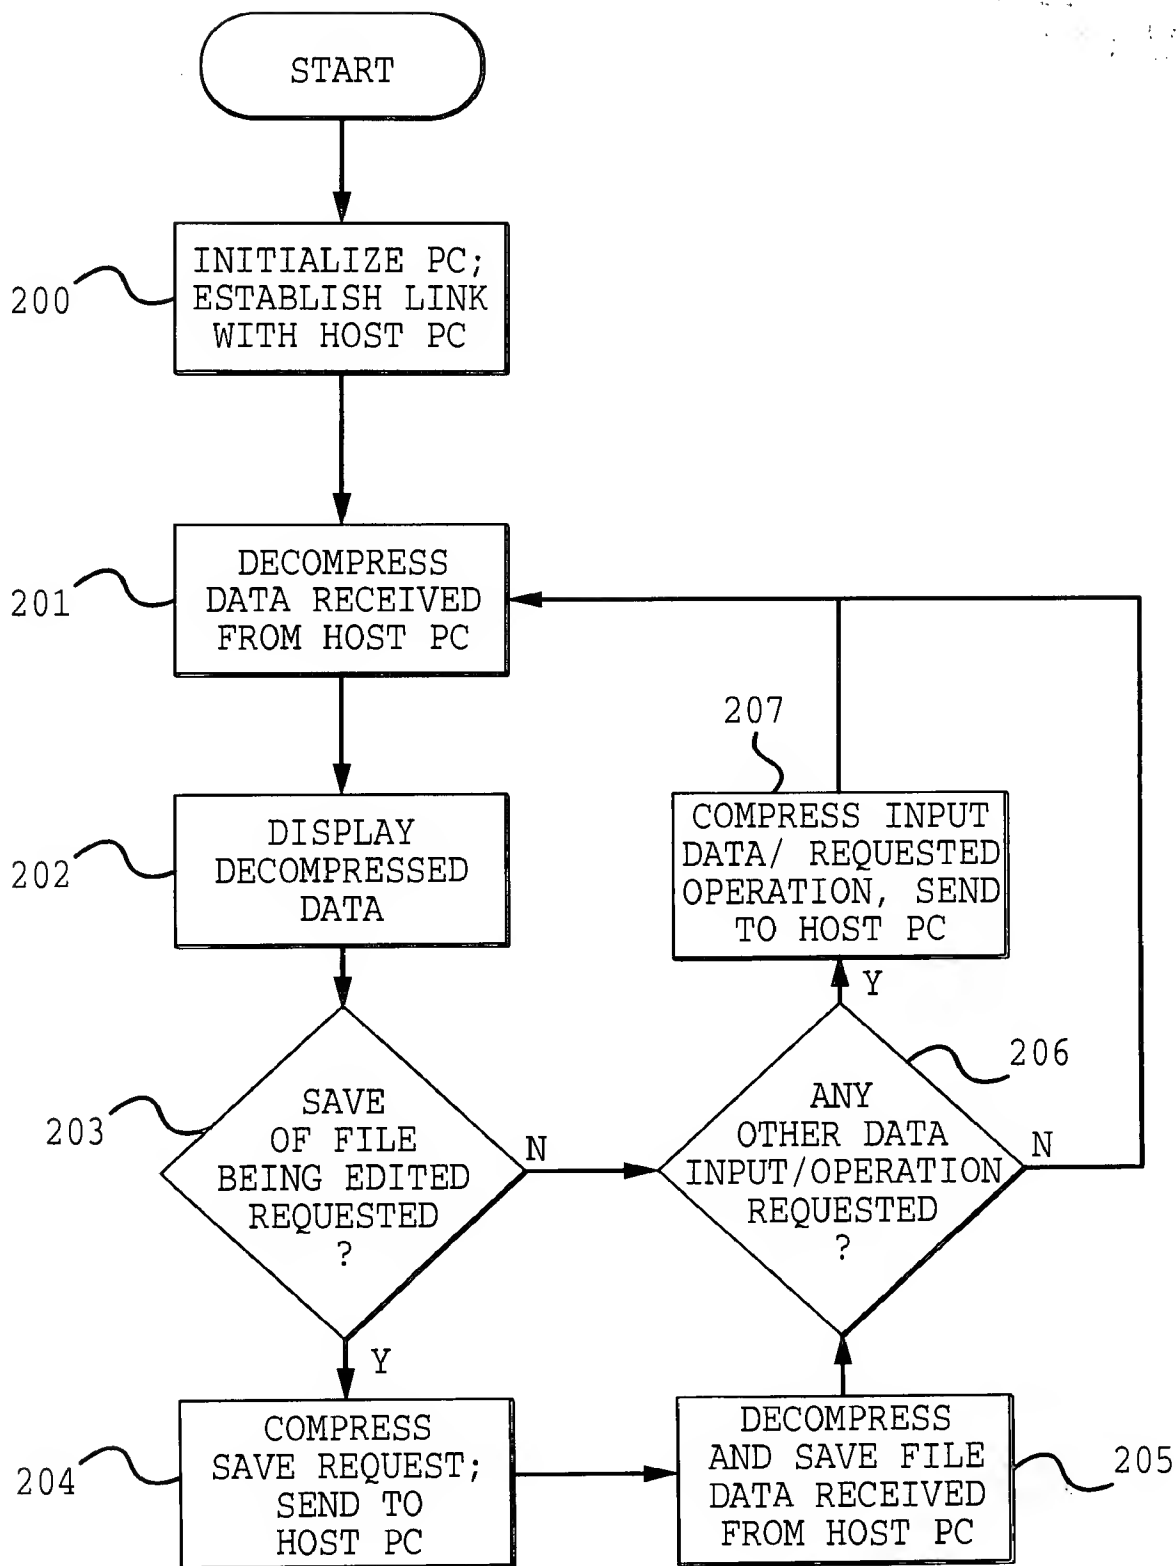 START
200
INITIALIZE PC;
ESTABLISH LINK
WITH HOST PC
201
DECOMPRESS
DATA RECEIVED
FROM HOST PC
202
DISPLAY
DECOMPRESSED
DATA
207
COMPRESS INPUT
DATA/ REQUESTED
OPERATION, SEND
TO HOST PC
Y
203
SAVE
OF FILE
BEING EDITED
REQUESTED
?
N
206
ANY
OTHER DATA
INPUT/OPERATION
REQUESTED
?
N
Y
204
COMPRESS
SAVE REQUEST;
SEND TO
HOST PC
205
DECOMPRESS
AND SAVE FILE
DATA RECEIVED
FROM HOST PC